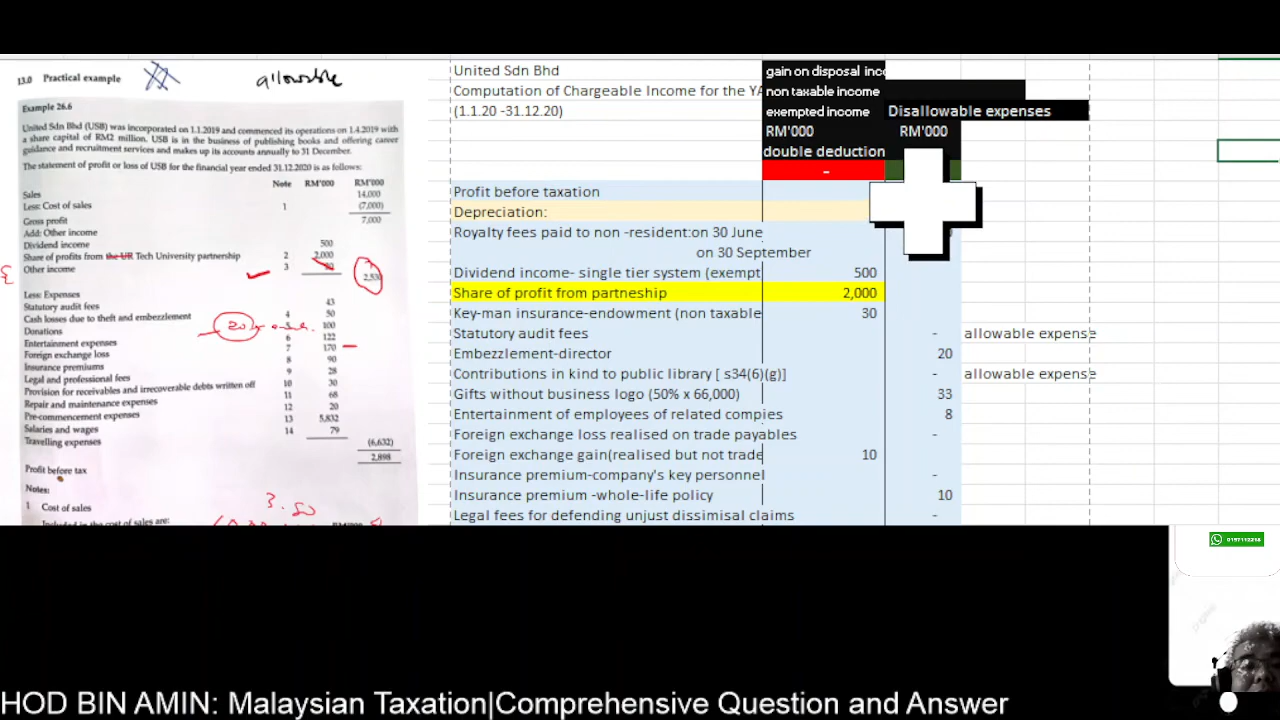 13.0 Practical example
allowable
Example 26.6
United Sdn Bhd (USB) was incorporated on 1.1.2019 and commenced its operations on 1.4.2019 with
a share capital of RM2 million. USB is in the business of publishing books and offering career
guidance and recruitment services and makes up its accounts annually to 31 December.
The statement of profit or loss of USB for the financial year ended 31.12.2020 is as follows:
Note RM'000 RM'000
Sales 14,000
Less: Cost of sales 1 (7,000)
Gross profit 7,000
Add: Other income
Dividend income 500
Share of profits from the UR Tech University partnership 2 2,000
Other income 3
Less: Expenses
Statutory audit fees 43
Cash losses due to theft and embezzlement 4 50
Donations 100
Entertainment expenses 6 122
Foreign exchange loss 7 170
Insurance premiums 8 90
Legal and professional fees 9 28
Provision for receivables and irrecoverable debts written off 10 30
Repair and maintenance expenses 11 68
Pre-commencement expenses 12 20
Salaries and wages 13 5,832
Travelling expenses 14 79
(6,632)
2,898
Profit before tax
Notes:
1 Cost of sales
3.50
Included in the cost of sales are:
United Sdn Bhd
Computation of Chargeable Income for the YA
(1.1.20 -31.12.20)
gain on disposal inco
non taxable income
exempted income Disallowable expenses
RM'000 RM'000
double deduction
-
Profit before taxation
Depreciation:
Royalty fees paid to non -resident:on 30 June
on 30 September
Dividend income- single tier system (exempt 500
Share of profit from partneship 2,000
Key-man insurance-endowment (non taxable 30
Statutory audit fees - allowable expense
Embezzlement-director 20
Contributions in kind to public library [ s34(6)(g)] - allowable expense
Gifts without business logo (50% x 66,000) 33
Entertainment of employees of related compies 8
Foreign exchange loss realised on trade payables -
Foreign exchange gain(realised but not trade 10
Insurance premium-company's key personnel -
Insurance premium -whole-life policy 10
Legal fees for defending unjust dissimisal claims -
HOD BIN AMIN: Malaysian Taxation|Comprehensive Question and Answer